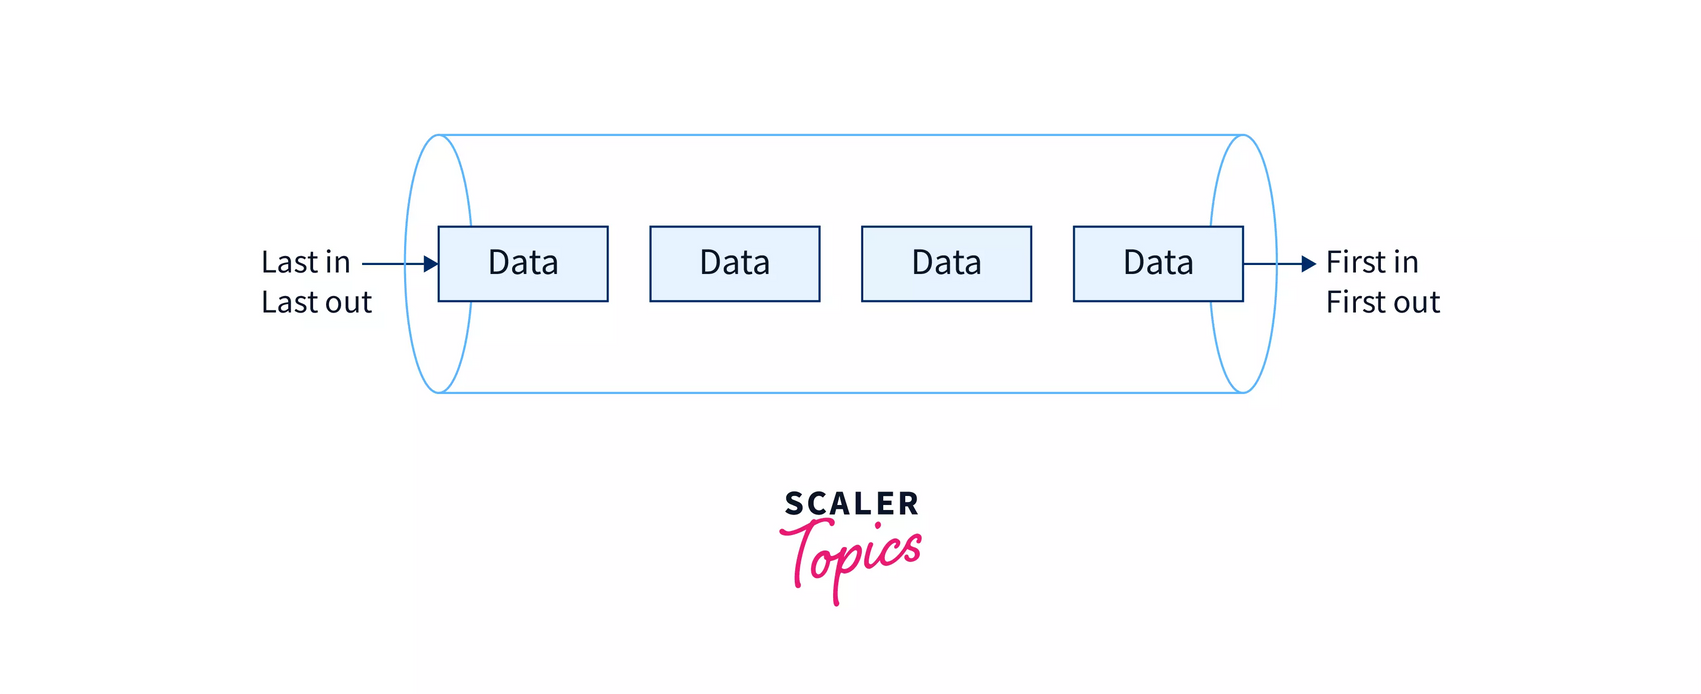 Last in
Last out
Data
Data
Data
Data
First in
First out
SCALER
Topics